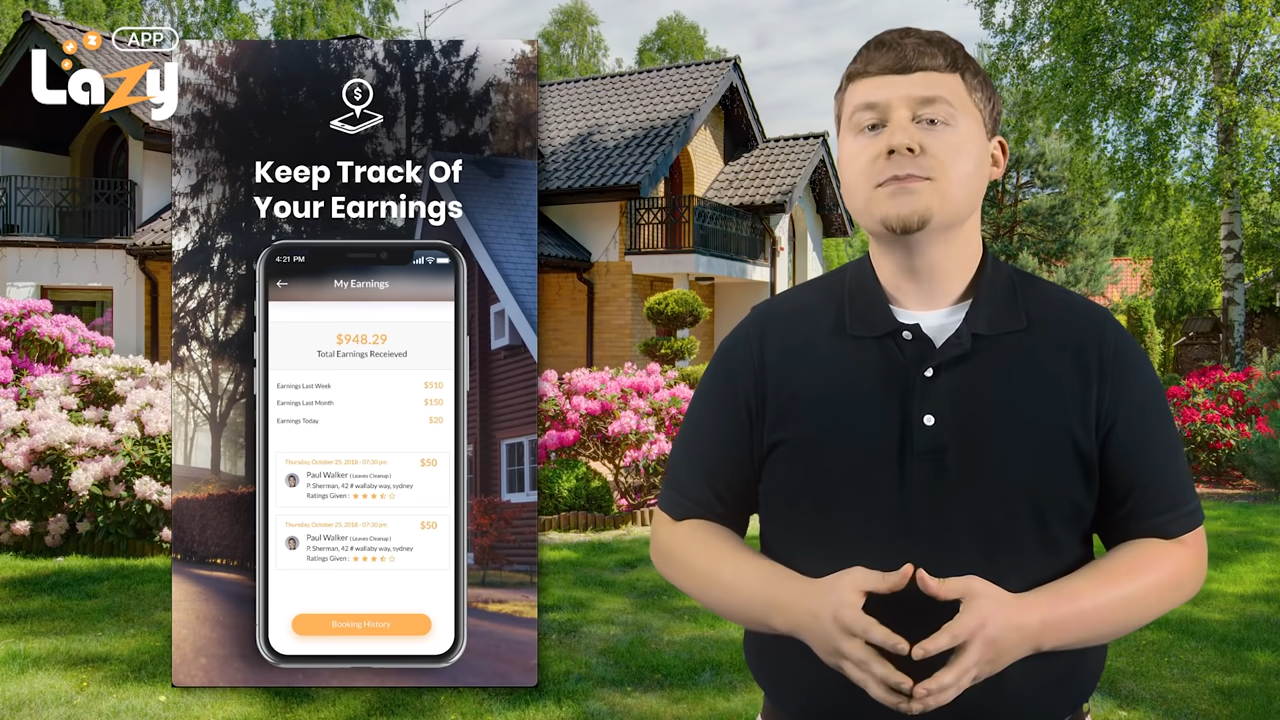 APP
Lazy
Keep Track Of
Your Earnings
4:21 PM
My Earnings
$948.29
Total Earnings Receieved
Earnings Last Week $510
Earnings Last Month $150
Earnings Today $20
Thursday, October 25, 2018 - 07:30 pm $50
Paul Walker (Leaves Cleanup)
P. Sherman, 42 # wallaby way, sydney
Ratings Given :
Thursday, October 25, 2018 - 07:30 pm $50
Paul Walker (Leaves Cleanup)
P. Sherman, 42 # wallaby way, sydney
Ratings Given :
Booking History